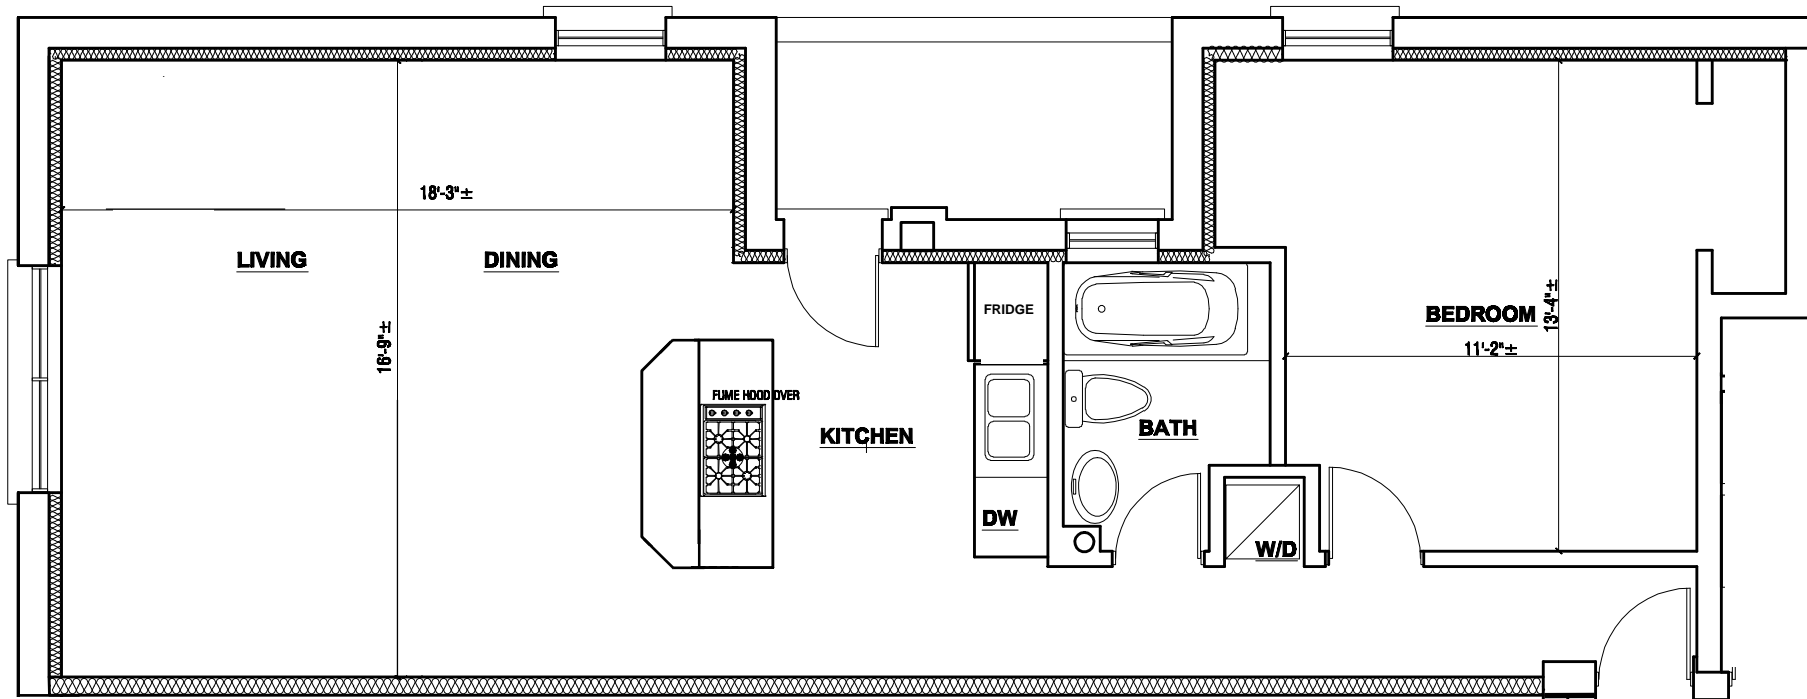 18'-3"±
LIVING
DINING
16'-9"±
FRIDGE
FUME HOOD OVER
KITCHEN
DW
BATH
W/D
BEDROOM
13'-4"±
11'-2"±